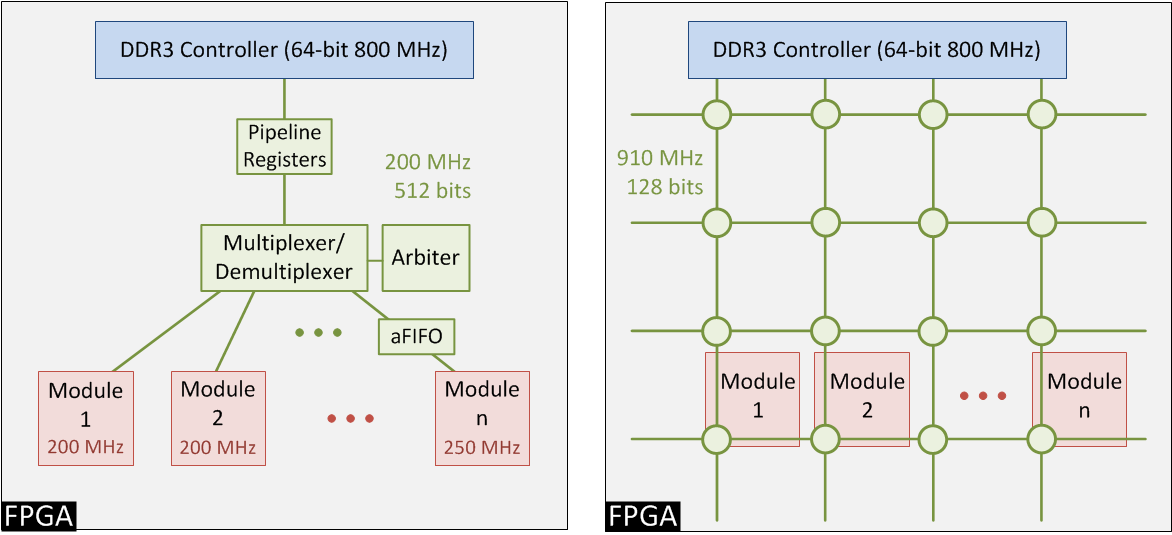 DDR3 Controller (64-bit 800 MHz)
Pipeline
Registers
200 MHz
512 bits
Multiplexer/
Demultiplexer
Arbiter
aFIFO
Module
1
200 MHz
Module
2
200 MHz
Module
n
250 MHz
FPGA
DDR3 Controller (64-bit 800 MHz)
910 MHz
128 bits
Module
1
Module
2
Module
n
FPGA